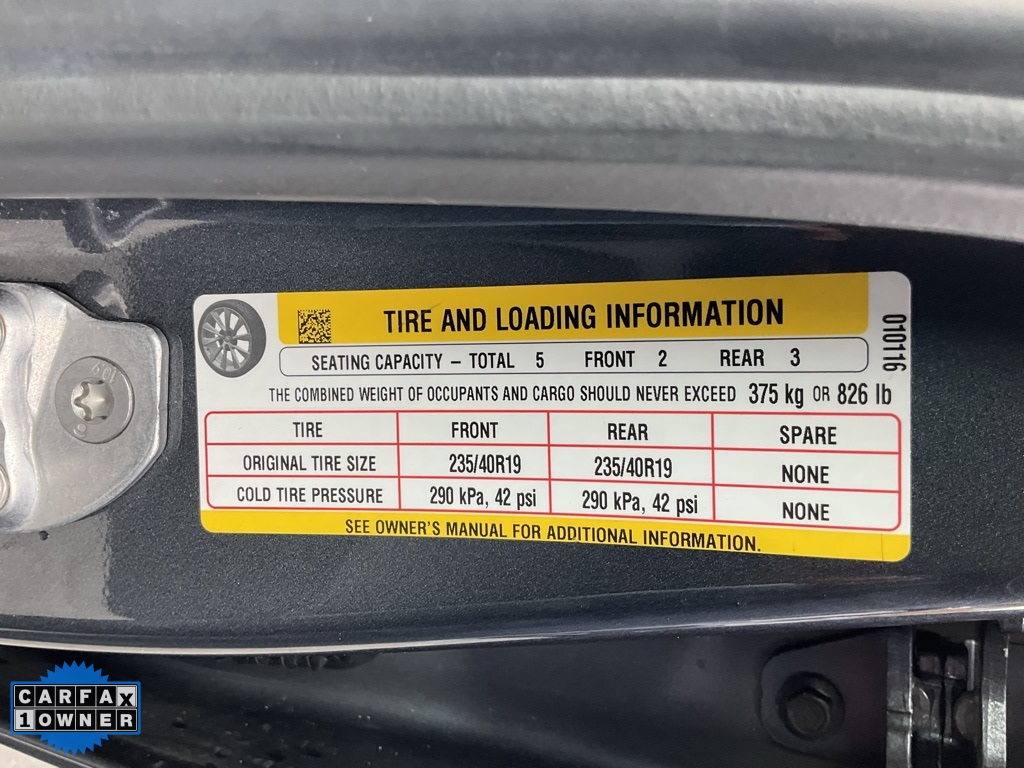 TIRE AND LOADING INFORMATION
SEATING CAPACITY – TOTAL 5 FRONT 2 REAR 3
THE COMBINED WEIGHT OF OCCUPANTS AND CARGO SHOULD NEVER EXCEED 375 kg OR 826 lb
010116
TIRE FRONT REAR SPARE
ORIGINAL TIRE SIZE 235/40R19 235/40R19 NONE
COLD TIRE PRESSURE 290 kPa, 42 psi 290 kPa, 42 psi NONE
SEE OWNER'S MANUAL FOR ADDITIONAL INFORMATION.
CARFAX
1 OWNER